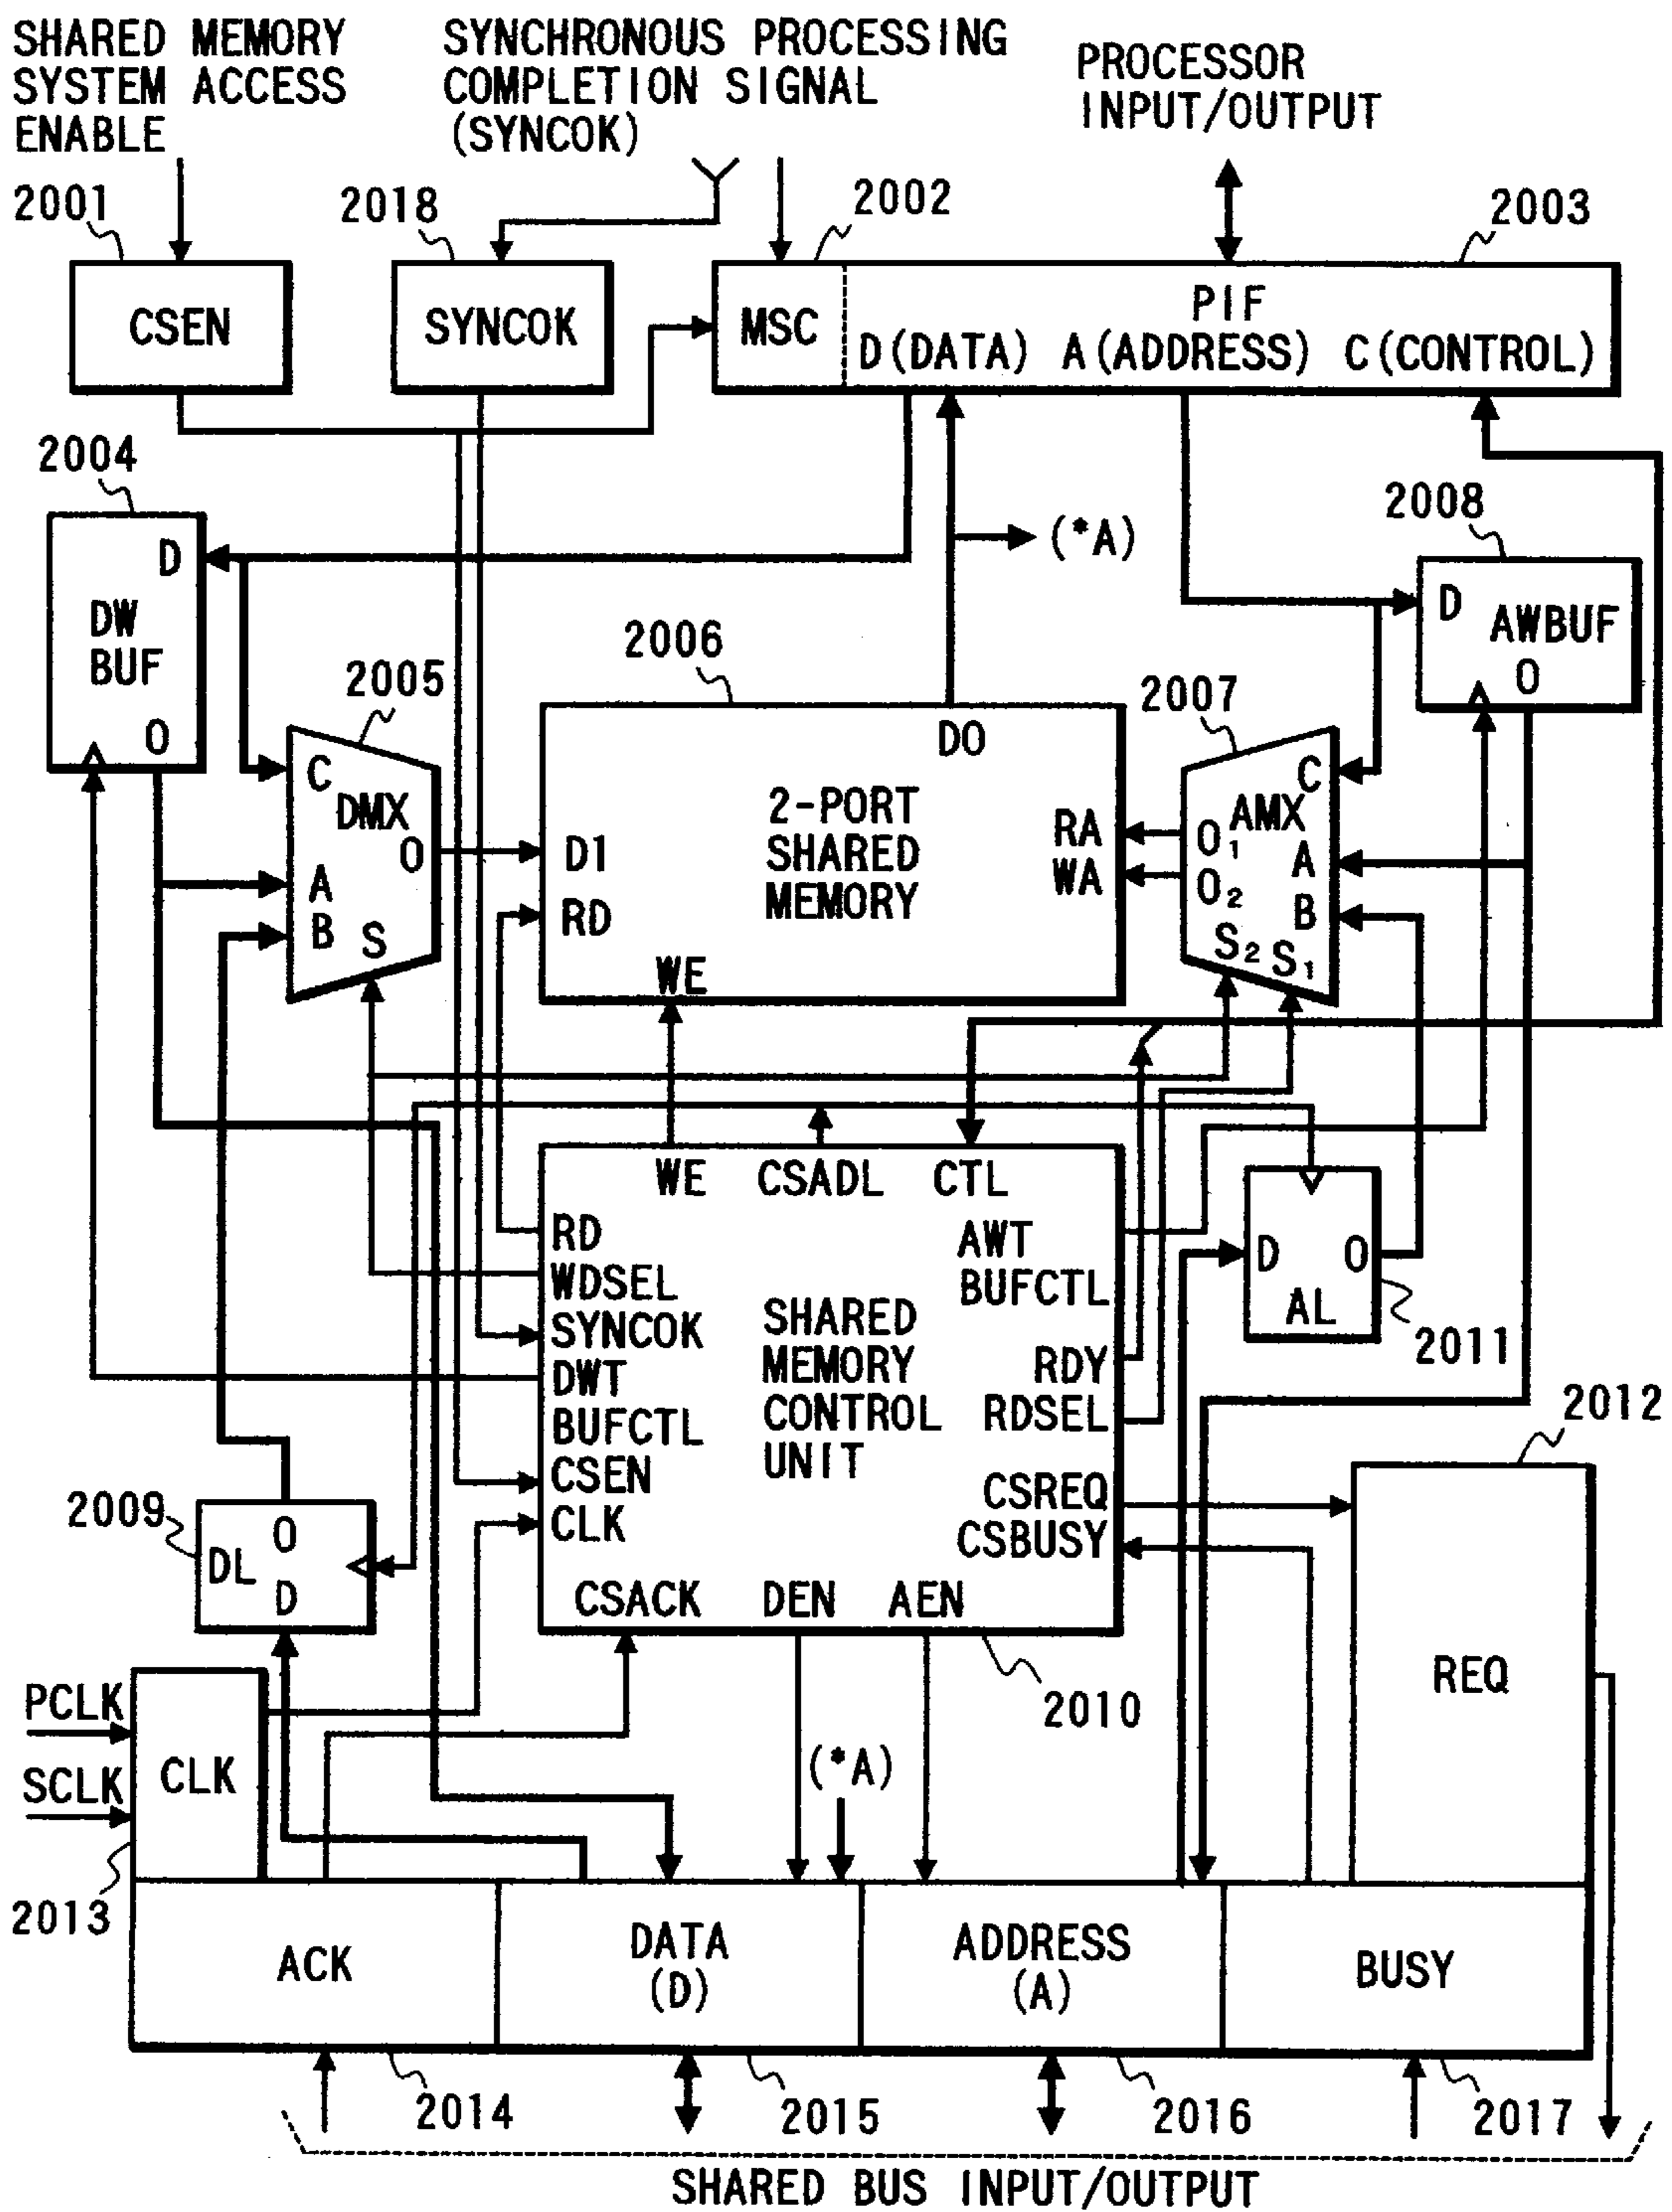 SHARED MEMORY
SYSTEM ACCESS
ENABLE
SYNCHRONOUS PROCESSING
COMPLETION SIGNAL
(SYNCOK)
PROCESSOR
INPUT/OUTPUT
2001
2018
2002
2003
CSEN
SYNCOK
MSC
PIF
D(DATA) A(ADDRESS) C(CONTROL)
2004
2008
(*A)
D
DW
BUF
O
D
AWBUF
O
2005
2006
2007
C
DMX
O
A
B
S
DO
2-PORT
SHARED
MEMORY
D1
RD
WE
RA
WA
C
AMX
O1
O2
A
B
S2
S1
WE
CSADL
CTL
RD
WDSEL
SYNCOK
DWT
BUFCTL
CSEN
CLK
SHARED
MEMORY
CONTROL
UNIT
AWT
BUFCTL
RDY
RDSEL
CSREQ
CSBUSY
CSACK
DEN
AEN
D
O
AL
2011
2012
2009
O
DL
D
2010
REQ
PCLK
SCLK
CLK
(*A)
2013
ACK
DATA
(D)
ADDRESS
(A)
BUSY
2014
2015
2016
2017
SHARED BUS INPUT/OUTPUT